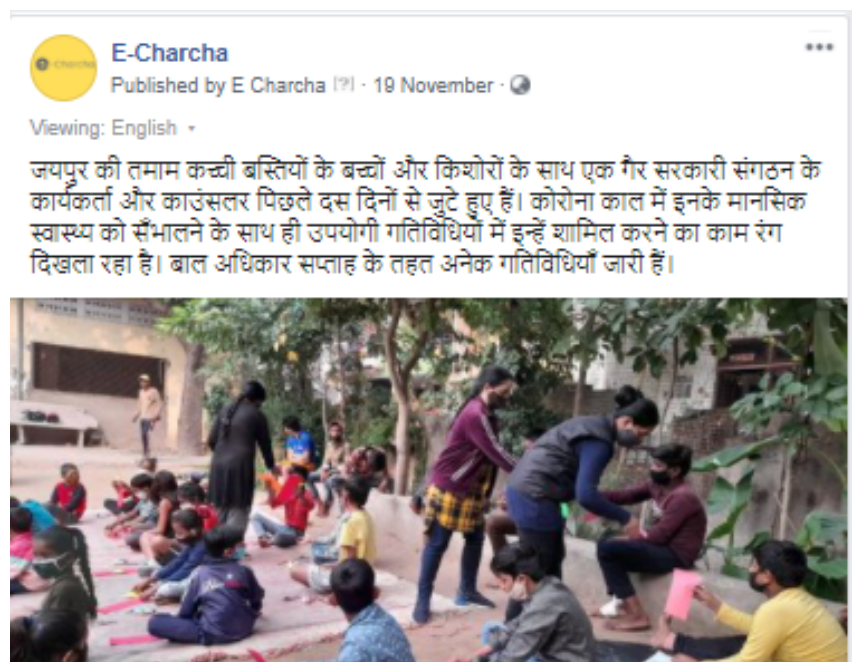 E-Charcha
Published by E Charcha [?] · 19 November ·
Viewing: English
जयपुर की तमाम कच्ची बस्तियों के बच्चों और किशोरों के साथ एक गैर सरकारी संगठन के
कार्यकर्ता और काउंसलर पिछले दस दिनों से जुटे हुए हैं। कोरोना काल में इनके मानसिक
स्वास्थ्य को सँभालने के साथ ही उपयोगी गतिविधियों में इन्हें शामिल करने का काम रंग
दिखला रहा है। बाल अधिकार सप्ताह के तहत अनेक गतिविधियाँ जारी हैं।